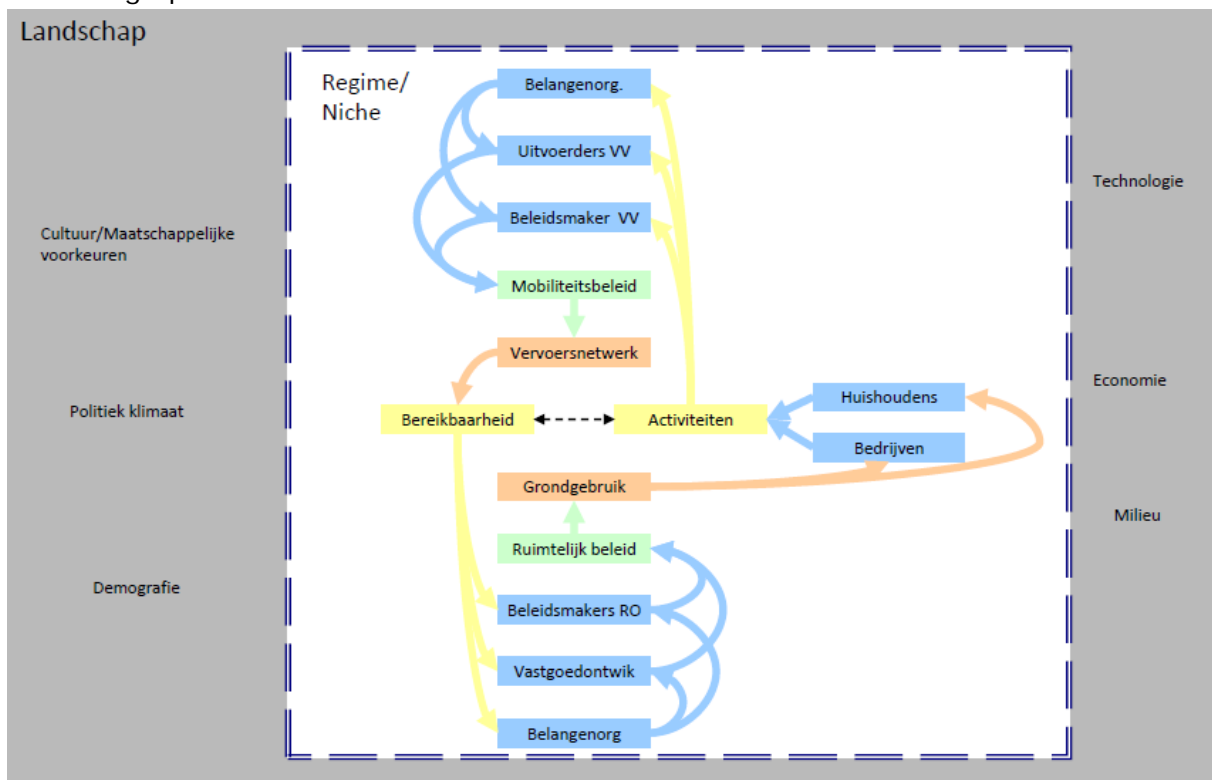 Landschap
Regime/
Niche
Belangenorg.
Uitvoerders VV
Beleidsmaker VV
Mobiliteitsbeleid
Vervoersnetwerk
Bereikbaarheid
Activiteiten
Huishoudens
Bedrijven
Grondgebruik
Ruimtelijk beleid
Beleidsmakers RO
Vastgoedontwik
Belangenorg
Cultuur/Maatschappelijke
voorkeuren
Politiek klimaat
Demografie
Technologie
Economie
Milieu